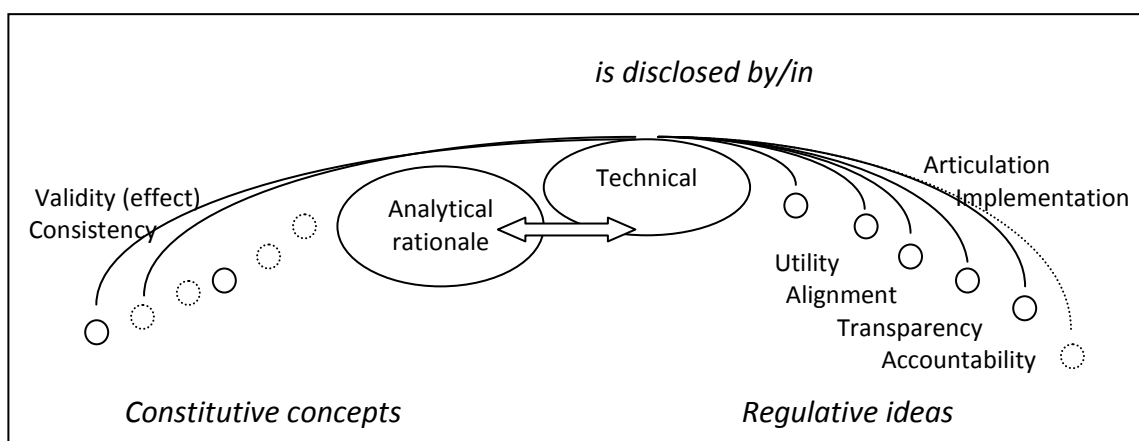 is disclosed by/in
Technical
Articulation
Implementation
Validity (effect)
Consistency
Analytical
rationale
Utility
Alignment
Transparency
Accountability
Constitutive concepts
Regulative ideas